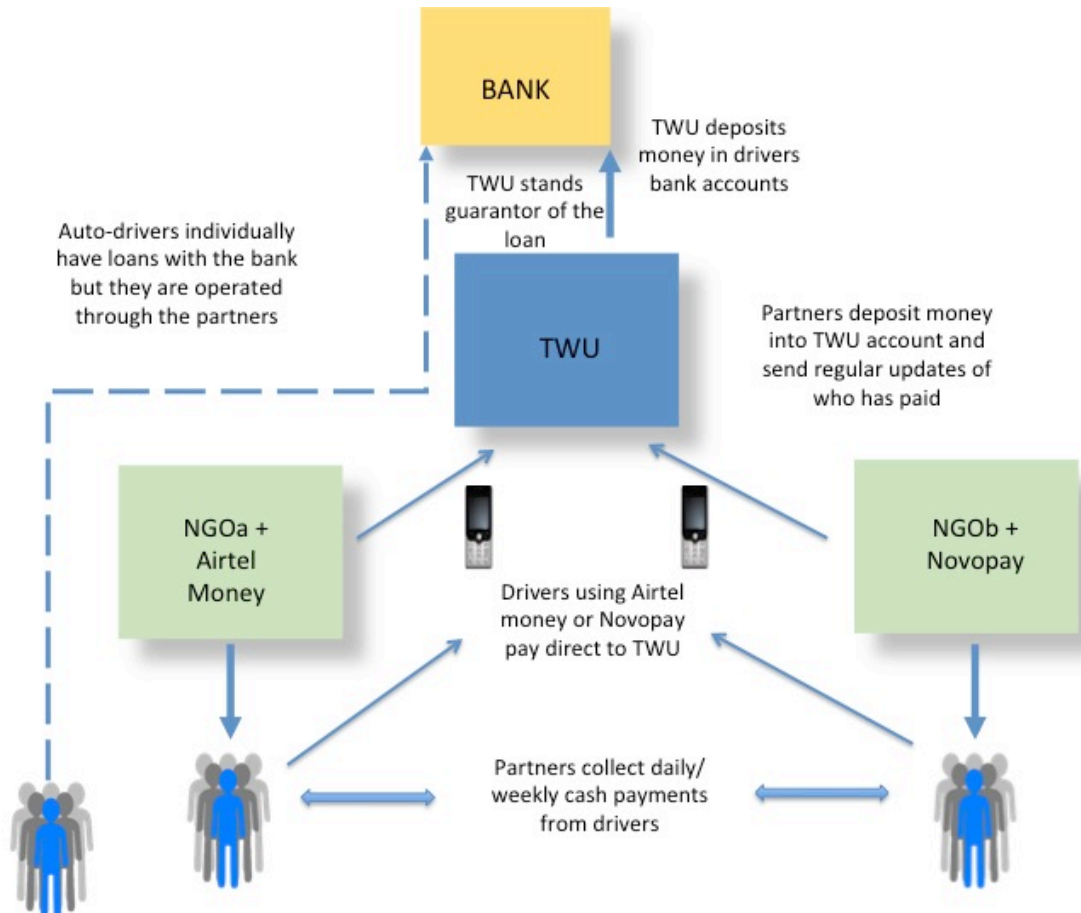 BANK
TWU deposits
money in drivers
bank accounts
TWU stands
guarantor of the
loan
Auto-drivers individually
have loans with the bank
but they are operated
through the partners
TWU
Partners deposit money
into TWU account and
send regular updates of
who has paid
NGOa +
Airtel
Money
NGOb +
Novopay
Drivers using Airtel
money or Novopay
pay direct to TWU
Partners collect daily/
weekly cash payments
from drivers